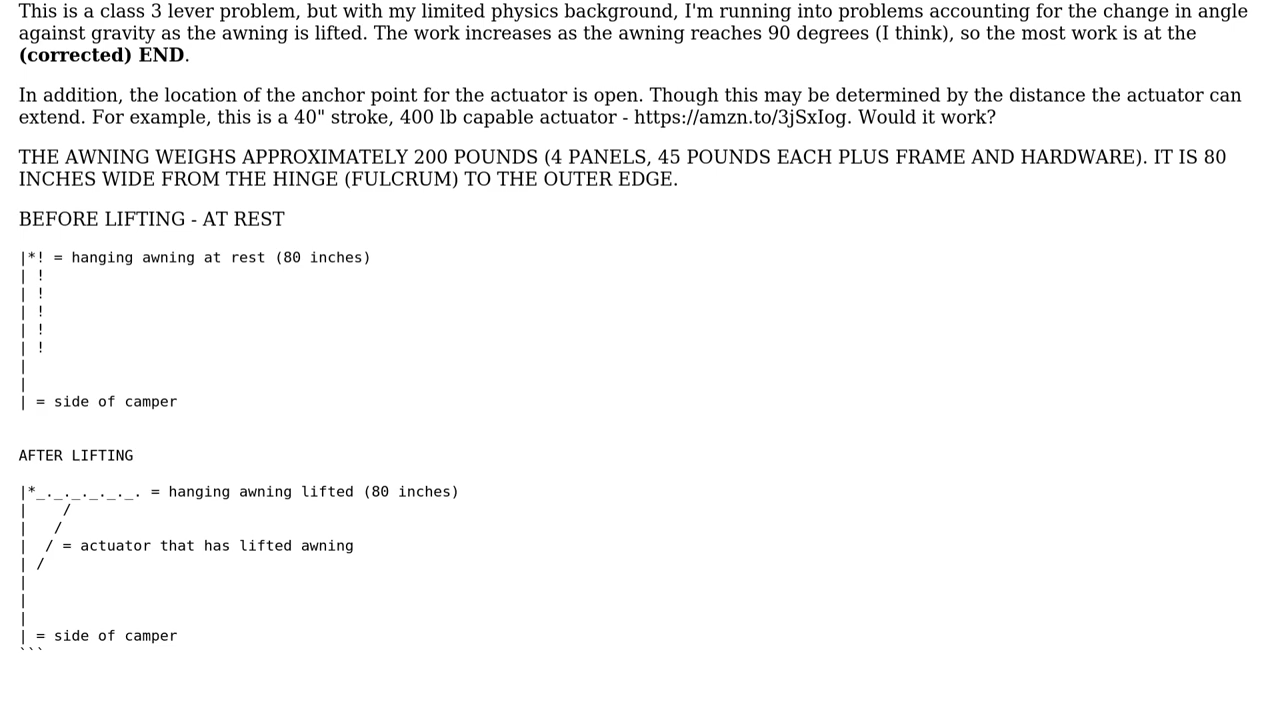 This is a class 3 lever problem, but with my limited physics background, I'm running into problems accounting for the change in angle
against gravity as the awning is lifted. The work increases as the awning reaches 90 degrees (I think), so the most work is at the
(corrected) END.
In addition, the location of the anchor point for the actuator is open. Though this may be determined by the distance the actuator can
extend. For example, this is a 40" stroke, 400 lb capable actuator - https://amzn.to/3jSxIog. Would it work?
THE AWNING WEIGHS APPROXIMATELY 200 POUNDS (4 PANELS, 45 POUNDS EACH PLUS FRAME AND HARDWARE). IT IS 80
INCHES WIDE FROM THE HINGE (FULCRUM) TO THE OUTER EDGE.
BEFORE LIFTING - AT REST
|*! = hanging awning at rest (80 inches)
| !
| !
| !
| !
| !
|
|
| = side of camper
AFTER LIFTING
|*_._._._._._. = hanging awning lifted (80 inches)
|    /
|   /
|  / = actuator that has lifted awning
| /
|
|
|
| = side of camper
```